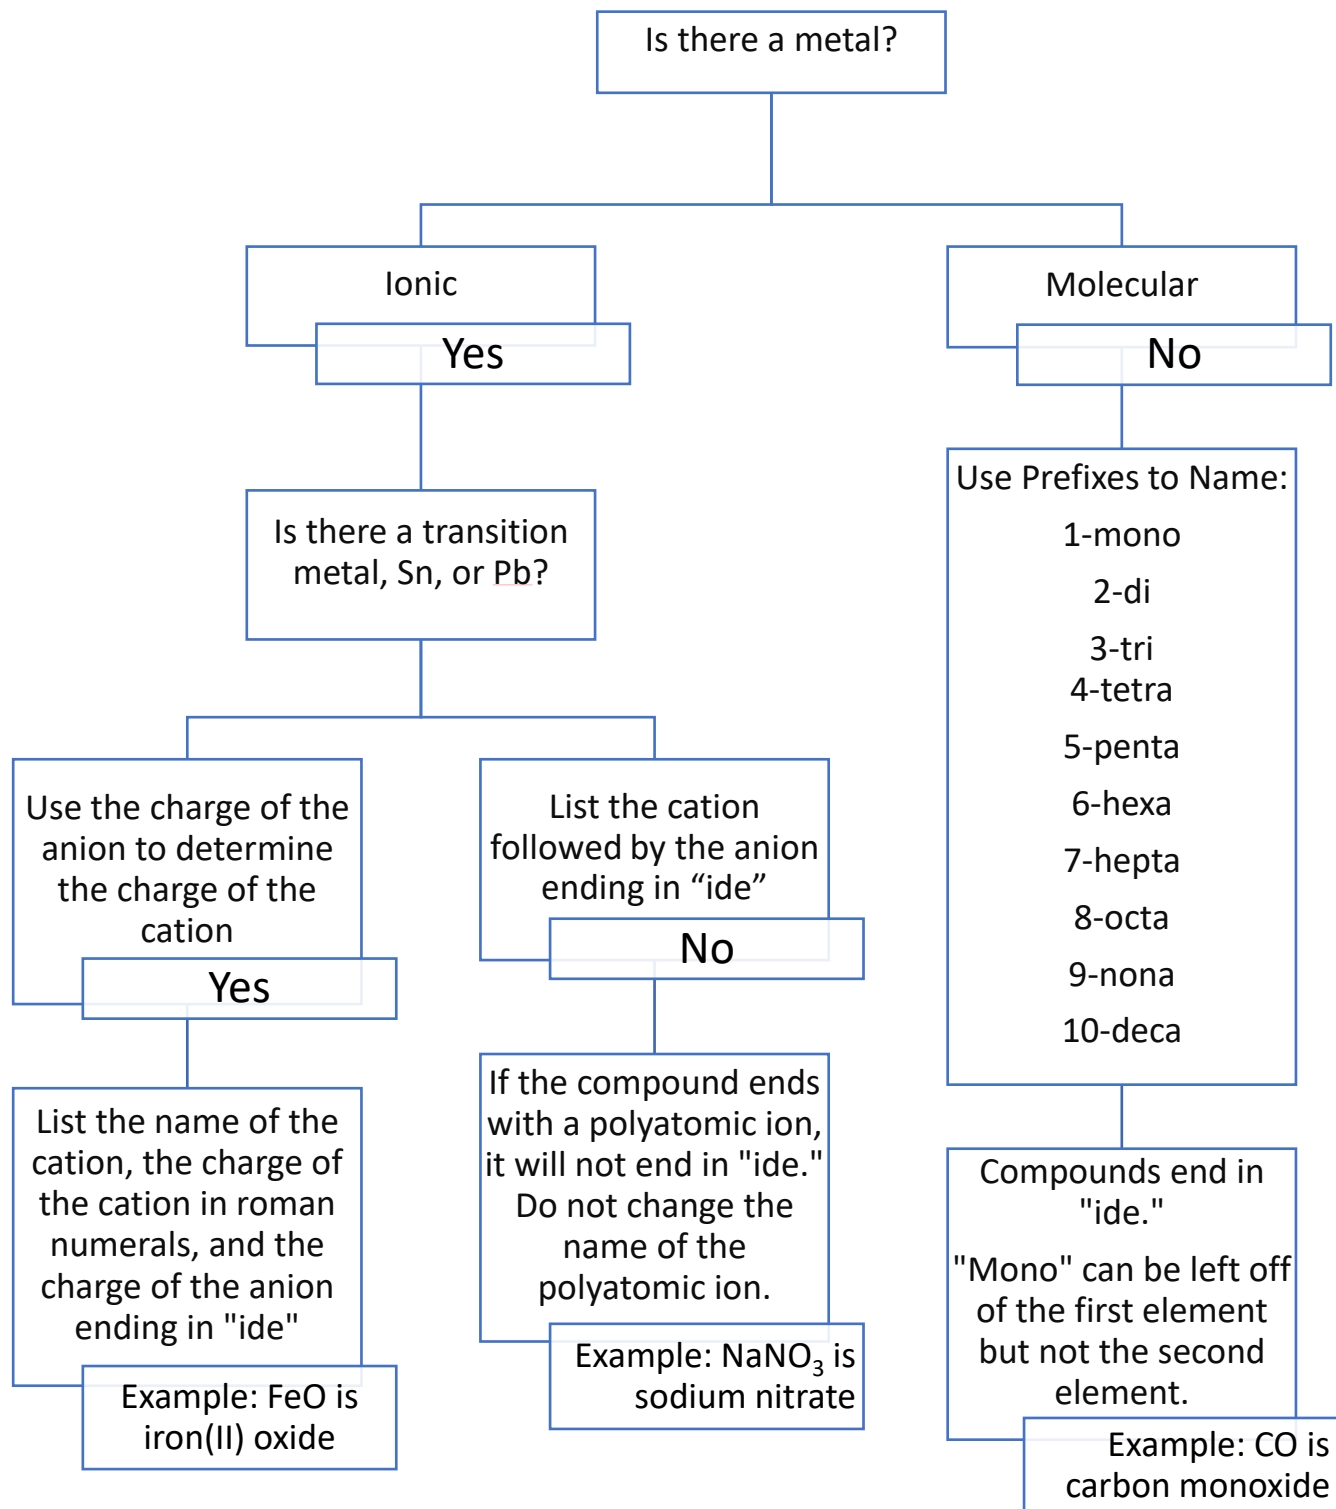 Is there a metal?
Ionic
Yes
Is there a transition
metal, Sn, or Pb?
Use the charge of the
anion to determine
the charge of the
cation
Yes
List the name of the
cation, the charge of
the cation in roman
numerals, and the
charge of the anion
ending in "ide"
Example: FeO is
iron(II) oxide
List the cation
followed by the anion
ending in “ide”
No
If the compound ends
with a polyatomic ion,
it will not end in "ide."
Do not change the
name of the
polyatomic ion.
Example: NaNO₃ is
sodium nitrate
Molecular
No
Use Prefixes to Name:
1-mono
2-di
3-tri
4-tetra
5-penta
6-hexa
7-hepta
8-octa
9-nona
10-deca
Compounds end in
"ide."
"Mono" can be left off
of the first element
but not the second
element.
Example: CO is
carbon monoxide